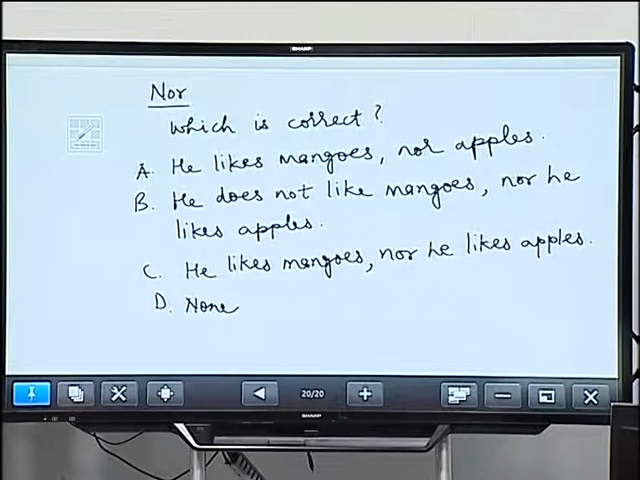 SHARP
Nor
Which is correct?
A. He likes mangoes, nor apples.
B. He does not like mangoes, nor he
likes apples.
C. He likes mangoes, nor he likes apples.
D. None
20/20
SHARP